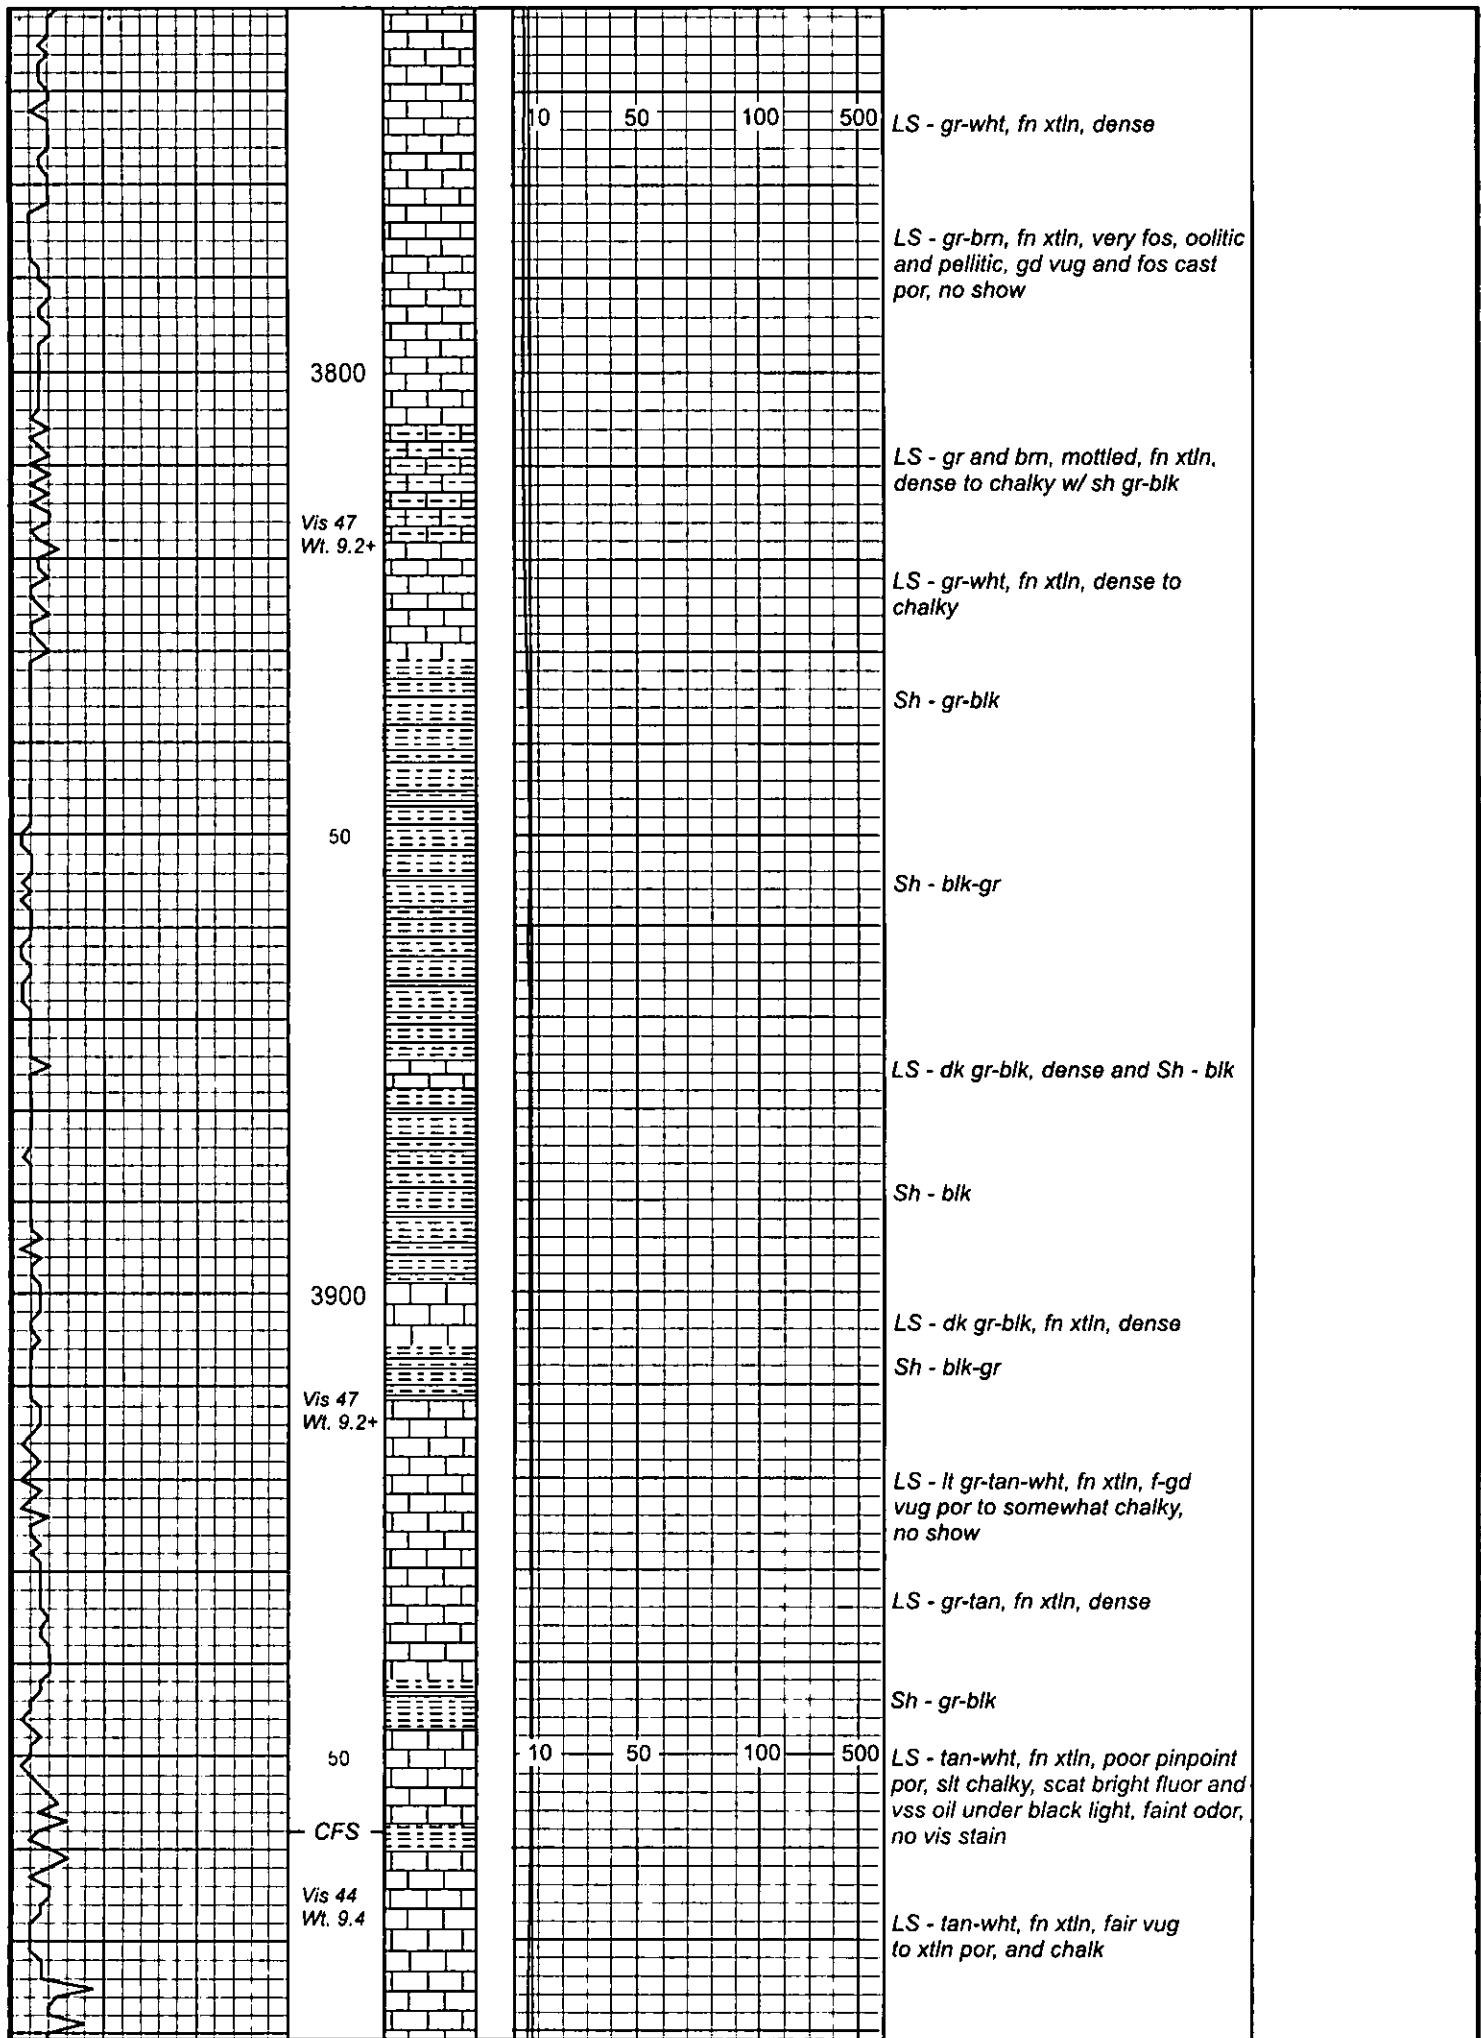 10 50 100 500
LS - gr-wht, fn xtln, dense
LS - gr-brn, fn xtln, very fos, oolitic
and pellitic, gd vug and fos cast
por, no show
3800
LS - gr and brn, mottled, fn xtln,
dense to chalky w/ sh gr-blk
Vis 47
Wt. 9.2+
LS - gr-wht, fn xtln, dense to
chalky
Sh - gr-blk
50
Sh - blk-gr
LS - dk gr-blk, dense and Sh - blk
Sh - blk
3900
LS - dk gr-blk, fn xtln, dense
Sh - blk-gr
Vis 47
Wt. 9.2+
LS - lt gr-tan-wht, fn xtln, f-gd
vug por to somewhat chalky,
no show
LS - gr-tan, fn xtln, dense
Sh - gr-blk
50
10 50 100 500
LS - tan-wht, fn xtln, poor pinpoint
por, slt chalky, scat bright fluor and
vss oil under black light, faint odor,
no vis stain
CFS
Vis 44
Wt. 9.4
LS - tan-wht, fn xtln, fair vug
to xtln por, and chalk